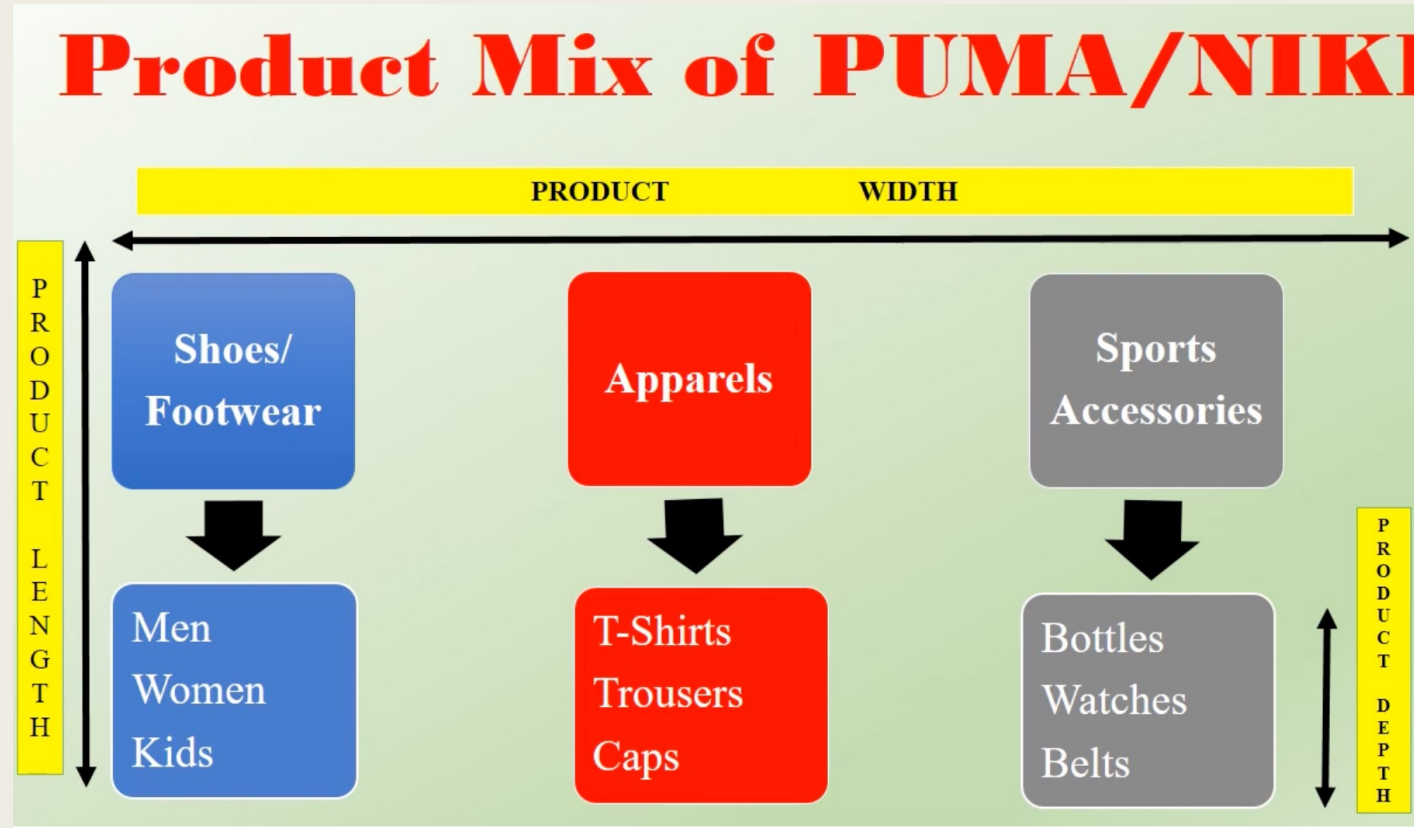 Product Mix of PUMA/NIKE
PRODUCT WIDTH
PRODUCT LENGTH
Shoes/
Footwear
Apparels
Sports
Accessories
Men
Women
Kids
T-Shirts
Trousers
Caps
Bottles
Watches
Belts
PRODUCT DEPTH